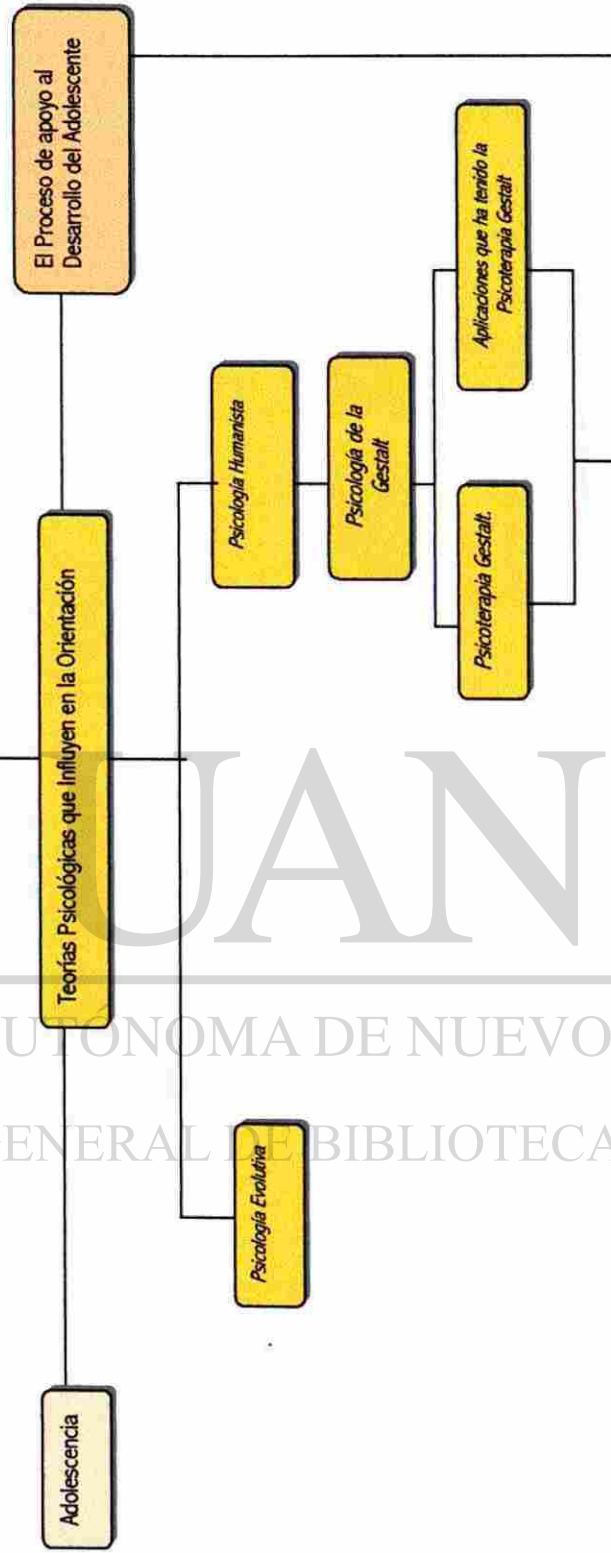 Adolescencia
Teorías Psicológicas que Influyen en la Orientación
El Proceso de apoyo al
Desarrollo del Adolescente
Psicología Evolutiva
Psicología Humanista
Psicología de la
Gestalt
Psicoterapia Gestalt.
Aplicaciones que ha tenido la
Psicoterapia Gestalt
UAN
UTÓNOMA DE NUEVO
ENERAL DE BIBLIOTECA